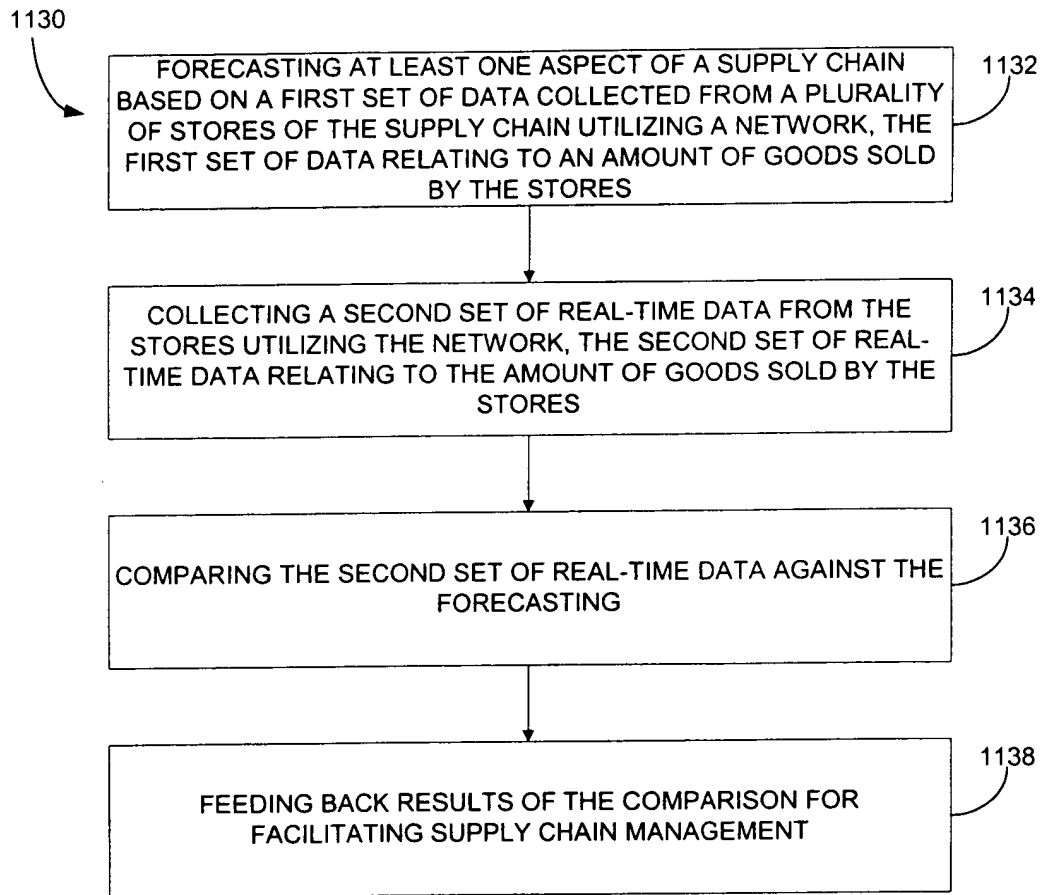 1130
FORECASTING AT LEAST ONE ASPECT OF A SUPPLY CHAIN
BASED ON A FIRST SET OF DATA COLLECTED FROM A PLURALITY
OF STORES OF THE SUPPLY CHAIN UTILIZING A NETWORK, THE
FIRST SET OF DATA RELATING TO AN AMOUNT OF GOODS SOLD
BY THE STORES
1132
COLLECTING A SECOND SET OF REAL-TIME DATA FROM THE
STORES UTILIZING THE NETWORK, THE SECOND SET OF REAL-
TIME DATA RELATING TO THE AMOUNT OF GOODS SOLD BY THE
STORES
1134
COMPARING THE SECOND SET OF REAL-TIME DATA AGAINST THE
FORECASTING
1136
FEEDING BACK RESULTS OF THE COMPARISON FOR
FACILITATING SUPPLY CHAIN MANAGEMENT
1138